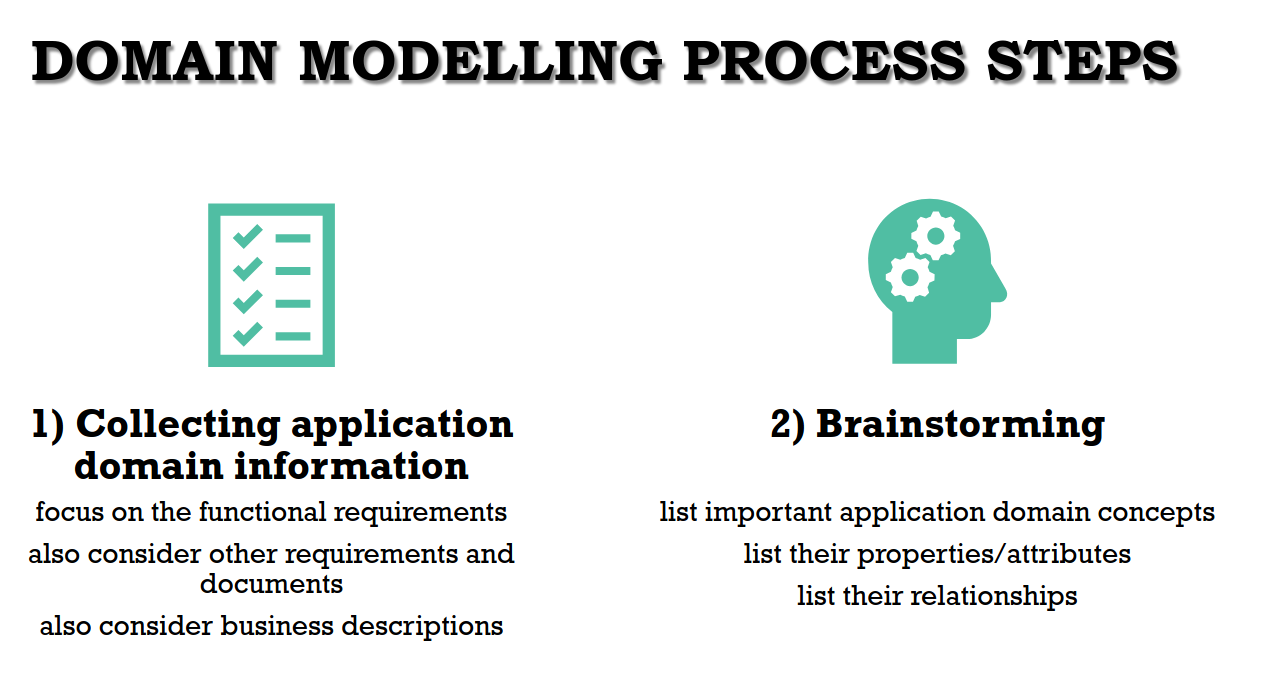 DOMAIN MODELLING PROCESS STEPS
1) Collecting application
domain information
focus on the functional requirements
also consider other requirements and
documents
also consider business descriptions
2) Brainstorming
list important application domain concepts
list their properties/attributes
list their relationships